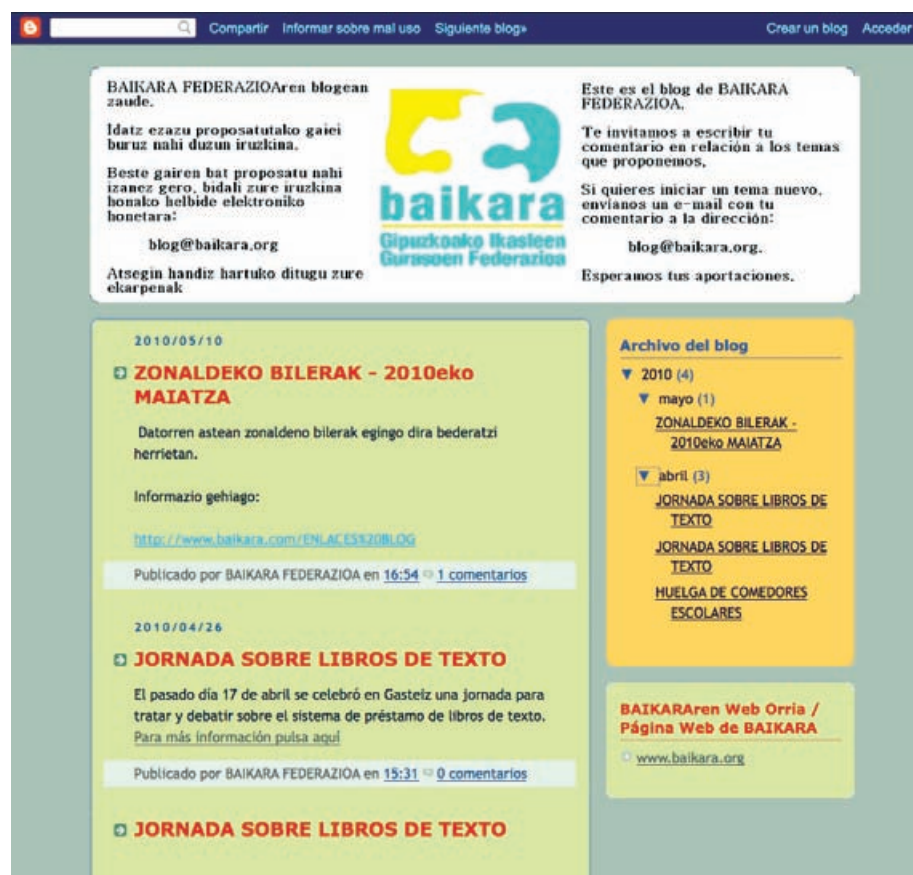 Compartir Informar sobre mal uso Siguiente blog»
Crear un blog Acceder
BAIKARA FEDERAZIOAren blogean
zaude.
Idatz ezazu proposatutako gaiei
buruz nahi duzun iruzkina.
Beste gairen bat proposatu nahi
izanez gero, bidali zure iruzkina
honako helbide elektroniko
honetara:
blog@baikara.org
Atsegin handiz hartuko ditugu zure
ekarpenak
baikara
Gipuzkoako Ikasleen
Gurasoen Federazioa
Este es el blog de BAIKARA
FEDERAZIOA.
Te invitamos a escribir tu
comentario en relación a los temas
que proponemos.
Si quieres iniciar un tema nuevo,
envíanos un e-mail con tu
comentario a la dirección:
blog@baikara.org.
Esperamos tus aportaciones.
2010/05/10
ZONALDEKO BILERAK - 2010eko
MAIATZA
Datorren astean zonaldeno bilerak egingo dira bederatzi
herrietan.
Informazio gehiago:
http://www.baikara.com/ENLACES%20BLOG
Publicado por BAIKARA FEDERAZIOA en 16:54 1 comentarios
2010/04/26
JORNADA SOBRE LIBROS DE TEXTO
El pasado día 17 de abril se celebró en Gasteiz una jornada para
tratar y debatir sobre el sistema de préstamo de libros de texto.
Para más información pulsa aquí
Publicado por BAIKARA FEDERAZIOA en 15:31 0 comentarios
JORNADA SOBRE LIBROS DE TEXTO
Archivo del blog
▼ 2010 (4)
▼ mayo (1)
ZONALDEKO BILERAK -
2010eko MAIATZA
▼ abril (3)
JORNADA SOBRE LIBROS DE
TEXTO
JORNADA SOBRE LIBROS DE
TEXTO
HUELGA DE COMEDORES
ESCOLARES
BAIKARAren Web Orria /
Página Web de BAIKARA
www.baikara.org